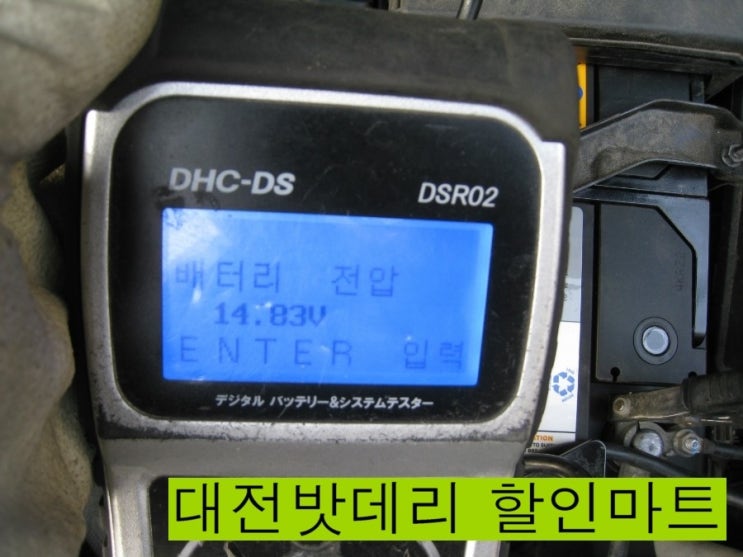 DHC-DS
DSR02
배터리 전압
14.83V
ENTER 입력
デジタル バッテリー&システムテスター
대전밧데리 할인마트